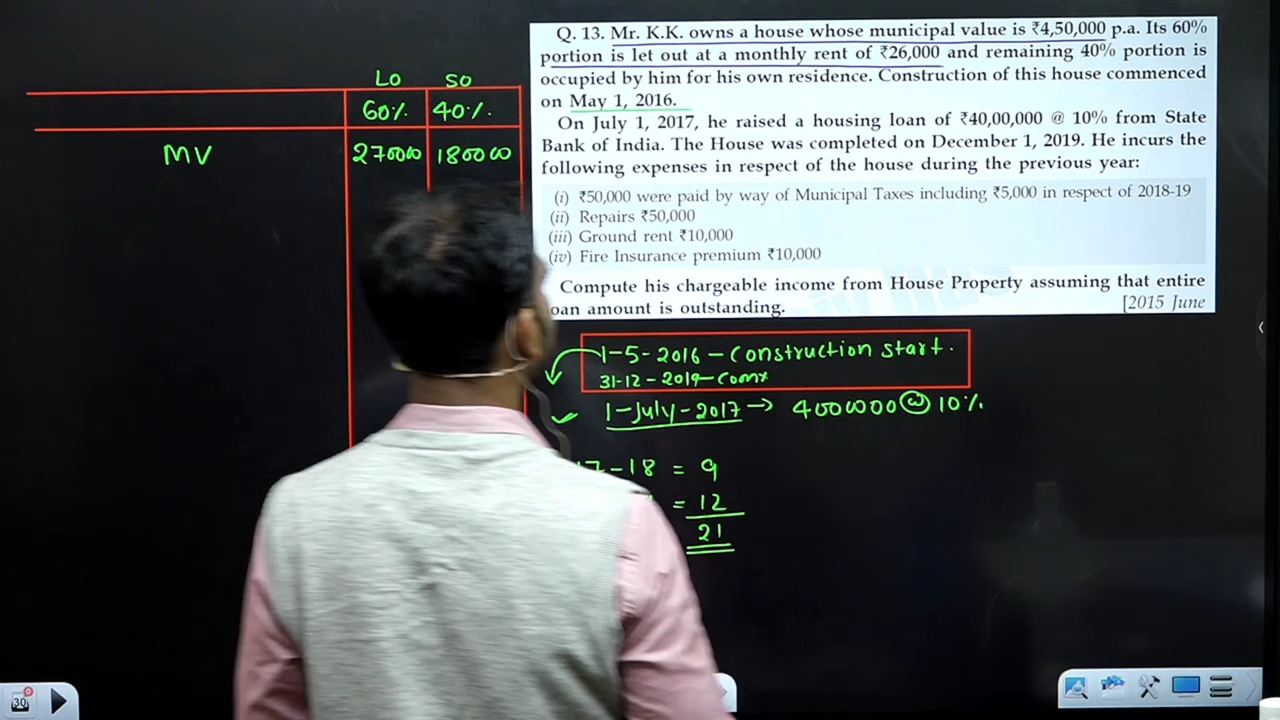 Q. 13. Mr. K.K. owns a house whose municipal value is ₹4,50,000 p.a. Its 60%
portion is let out at a monthly rent of ₹26,000 and remaining 40% portion is
occupied by him for his own residence. Construction of this house commenced
on May 1, 2016.
On July 1, 2017, he raised a housing loan of ₹40,00,000 @ 10% from State
Bank of India. The House was completed on December 1, 2019. He incurs the
following expenses in respect of the house during the previous year:
(i) ₹50,000 were paid by way of Municipal Taxes including ₹5,000 in respect of 2018-19
(ii) Repairs ₹50,000
(iii) Ground rent ₹10,000
(iv) Fire Insurance premium ₹10,000
Compute his chargeable income from House Property assuming that entire
oan amount is outstanding. [2015 June
LO SO
60% 40%.
MV 270000 180000
1-5-2016 - Construction start.
31-12-2019-Comx
1-July-2017 → 4000000 @ 10%
17-18 = 9
= 12
21
30